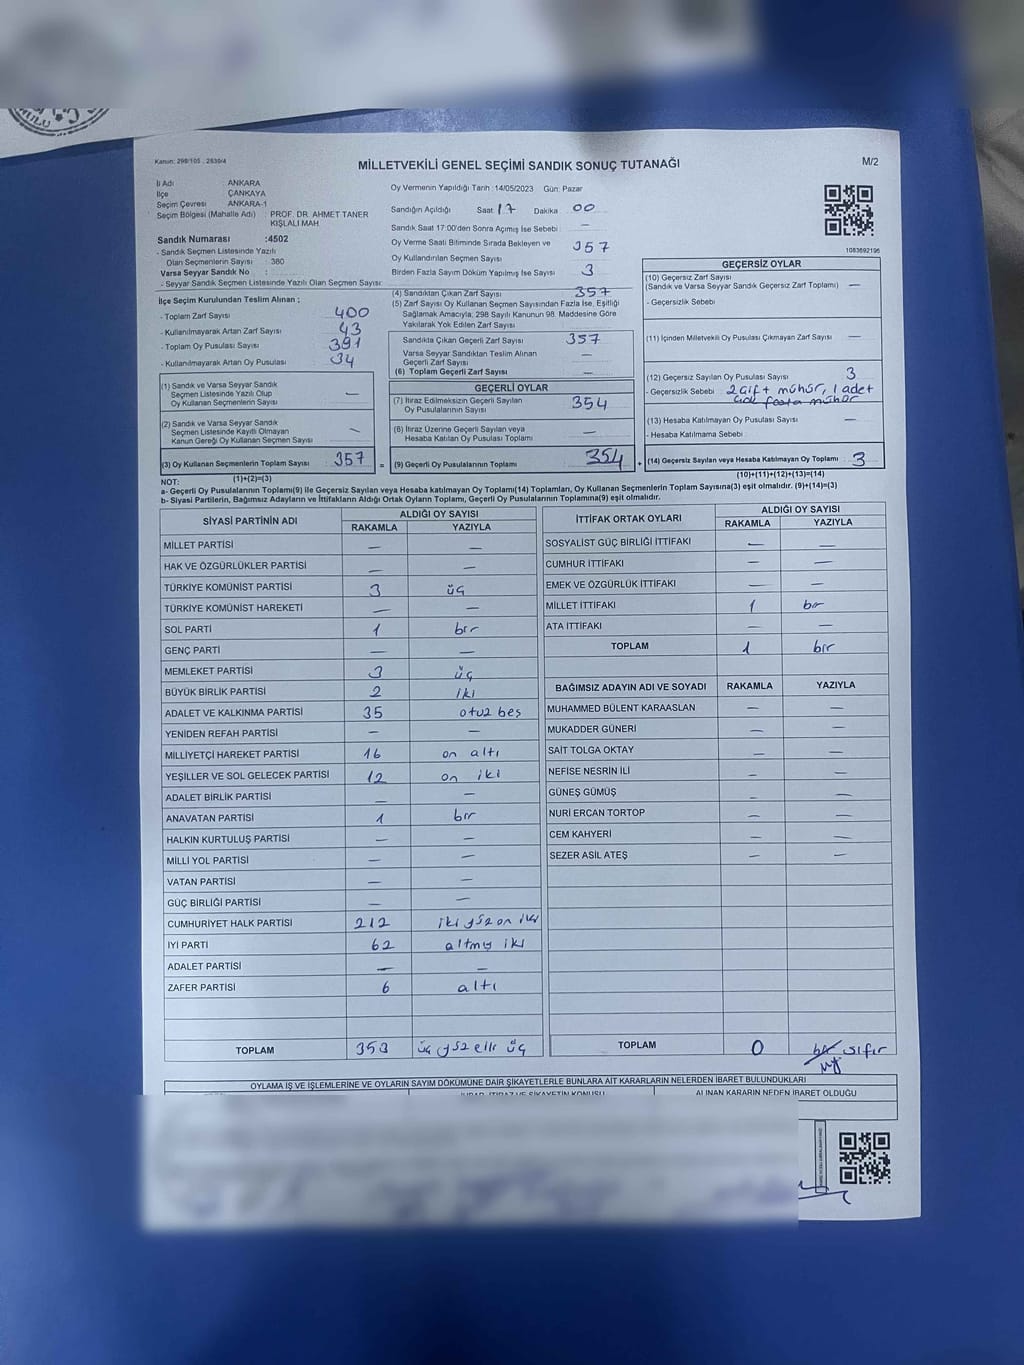 KULU
Kanun: 298/105 , 2839/4
MİLLETVEKİLİ GENEL SEÇİMİ SANDIK SONUÇ TUTANAĞI
M/2
İl Adı ANKARA
İlçe ÇANKAYA
Seçim Çevresi ANKARA-1
Seçim Bölgesi (Mahalle Adı) : PROF. DR. AHMET TANER KIŞLALI MAH
Sandık Numarası :4502
- Sandık Seçmen Listesinde Yazılı
Olan Seçmenlerin Sayısı : 380
Varsa Seyyar Sandık No :
- Seyyar Sandık Seçmen Listesinde Yazılı Olan Seçmen Sayısı:
Oy Vermenin Yapıldığı Tarih :14/05/2023 Gün: Pazar
Sandığın Açıldığı Saat 17 Dakika 00
Sandık Saat 17:00'den Sonra Açımış İse Sebebi : —
Oy Verme Saati Bitiminde Sırada Bekleyen ve
Oy Kullandırılan Seçmen Sayısı 357
Birden Fazla Sayım Döküm Yapılmış İse Sayısı 3
1083692196
İlçe Seçim Kurulundan Teslim Alınan ;
- Toplam Zarf Sayısı 400
- Kullanılmayarak Artan Zarf Sayısı 43
- Toplam Oy Pusulası Sayısı 391
- Kullanılmayarak Artan Oy Pusulası 34
(1) Sandık ve Varsa Seyyar Sandık
Seçmen Listesinde Yazılı Olup
Oy Kullanan Seçmenlerin Sayısı —
(2) Sandık ve Varsa Seyyar Sandık
Seçmen Listesinde Kayıtlı Olmayan
Kanun Gereği Oy Kullanan Seçmen Sayısı —
(3) Oy Kullanan Seçmenlerin Toplam Sayısı 357
(1)+(2)=(3)
(4) Sandıktan Çıkan Zarf Sayısı 357
(5) Zarf Sayısı Oy Kullanan Seçmen Sayısından Fazla İse, Eşitliği
Sağlamak Amacıyla; 298 Sayılı Kanunun 98. Maddesine Göre
Yakılarak Yok Edilen Zarf Sayısı
Sandıkta Çıkan Geçerli Zarf Sayısı 357
Varsa Seyyar Sandıktan Teslim Alınan
Geçerli Zarf Sayısı —
(6) Toplam Geçerli Zarf Sayısı —
GEÇERLİ OYLAR
(7) İtiraz Edilmeksizin Geçerli Sayılan
Oy Pusulalarının Sayısı 354
(8) İtiraz Üzerine Geçerli Sayılan veya
Hesaba Katılan Oy Pusulası Toplamı —
= (9) Geçerli Oy Pusulalarının Toplamı 354
GEÇERSİZ OYLAR
(10) Geçersiz Zarf Sayısı
(Sandık ve Varsa Seyyar Sandık Geçersiz Zarf Toplamı) —
- Geçersizlik Sebebi
(11) İçinden Milletvekili Oy Pusulası Çıkmayan Zarf Sayısı —
(12) Geçersiz Sayılan Oy Pusulası Sayısı 3
- Geçersizlik Sebebi : 2 çift + mühür, 1 adet
fazla mühür
(13) Hesaba Katılmayan Oy Pusulası Sayısı —
- Hesaba Katılmama Sebebi
+ (14) Geçersiz Sayılan veya Hesaba Katılmayan Oy Toplamı : 3
(10)+(11)+(12)+(13)=(14)
NOT:
a- Geçerli Oy Pusulalarının Toplamı(9) ile Geçersiz Sayılan veya Hesaba Katılmayan Oy Toplamı(14) Toplamları, Oy Kullanan Seçmenlerin Toplam Sayısına(3) eşit olmalıdır. (9)+(14)=(3)
b- Siyasi Partilerin, Bağımsız Adayların ve İttifakların Aldığı Ortak Oyların Toplamı, Geçerli Oy Pusulalarının Toplamına(9) eşit olmalıdır.
SİYASİ PARTİNİN ADI ALDIĞI OY SAYISI
RAKAMLA YAZIYLA
MİLLET PARTİSİ — —
HAK VE ÖZGÜRLÜKLER PARTİSİ — —
TÜRKİYE KOMÜNİST PARTİSİ 3 üç
TÜRKİYE KOMÜNİST HAREKETİ — —
SOL PARTİ 1 bir
GENÇ PARTİ — —
MEMLEKET PARTİSİ 3 üç
BÜYÜK BİRLİK PARTİSİ 2 iki
ADALET VE KALKINMA PARTİSİ 35 otuz beş
YENİDEN REFAH PARTİSİ — —
MİLLİYETÇİ HAREKET PARTİSİ 16 on altı
YEŞİLLER VE SOL GELECEK PARTİSİ 12 on iki
ADALET BİRLİK PARTİSİ — —
ANAVATAN PARTİSİ 1 bir
HALKIN KURTULUŞ PARTİSİ — —
MİLLİ YOL PARTİSİ — —
VATAN PARTİSİ — —
GÜÇ BİRLİĞİ PARTİSİ — —
CUMHURİYET HALK PARTİSİ 212 iki yüz on iki
İYİ PARTİ 62 altmış iki
ADALET PARTİSİ — —
ZAFER PARTİSİ 6 altı
TOPLAM 353 üç yüz elli üç
İTTİFAK ORTAK OYLARI ALDIĞI OY SAYISI
RAKAMLA YAZIYLA
SOSYALİST GÜÇ BİRLİĞİ İTTİFAKI — —
CUMHUR İTTİFAKI — —
EMEK VE ÖZGÜRLÜK İTTİFAKI — —
MİLLET İTTİFAKI 1 bir
ATA İTTİFAKI — —
TOPLAM 1 bir
BAĞIMSIZ ADAYIN ADI VE SOYADI RAKAMLA YAZIYLA
MUHAMMED BÜLENT KARAASLAN — —
MUKADDER GÜNERİ — —
SAİT TOLGA OKTAY — —
NEFİSE NESRİN İLİ — —
GÜNEŞ GÜMÜŞ — —
NURİ ERCUŞ TORTOP — —
CEM KAHYERİ — —
SEZER ASİL ATEŞ — —
TOPLAM 0 sıfır
OYLAMA İŞ VE İŞLEMLERİNE VE OYLARIN SAYIM DÖKÜMÜNE DAİR ŞİKAYETLERLE BUNLARA AİT KARARLARIN NELERDEN İBARET BULUNDUKLARI
ALINAN KARARIN NEDEN İBARET OLDUĞU